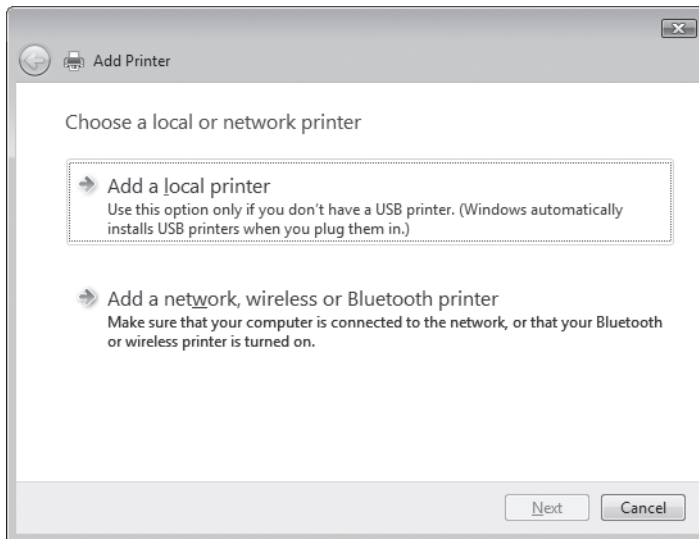 Add Printer
Choose a local or network printer
Add a local printer
Use this option only if you don't have a USB printer. (Windows automatically
installs USB printers when you plug them in.)
Add a network, wireless or Bluetooth printer
Make sure that your computer is connected to the network, or that your Bluetooth
or wireless printer is turned on.
Next Cancel